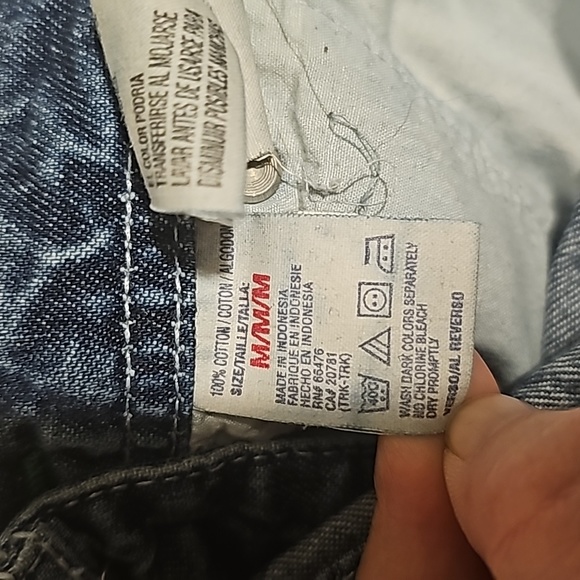 COLOR PODRIA
TRANSFERIRSE AL MOJARSE
LAVAR ANTES DE USARSE PARA
DISMINUIR POSIBLES MANCHAS
100% COTTON / COTON / ALGODON
SIZE/TAILLE/TALLA:
M/M/M
MADE IN INDONESIA
FABRIQUÉ EN INDONESIE
HECHO EN INDONESIA
RN# 66476
CA# 20781
(TRK-TRK)
40C
WASH DARK COLORS SEPARATELY
NO CHLORINE BLEACH
DRY PROMPTLY
VERSO/AL REVERSO